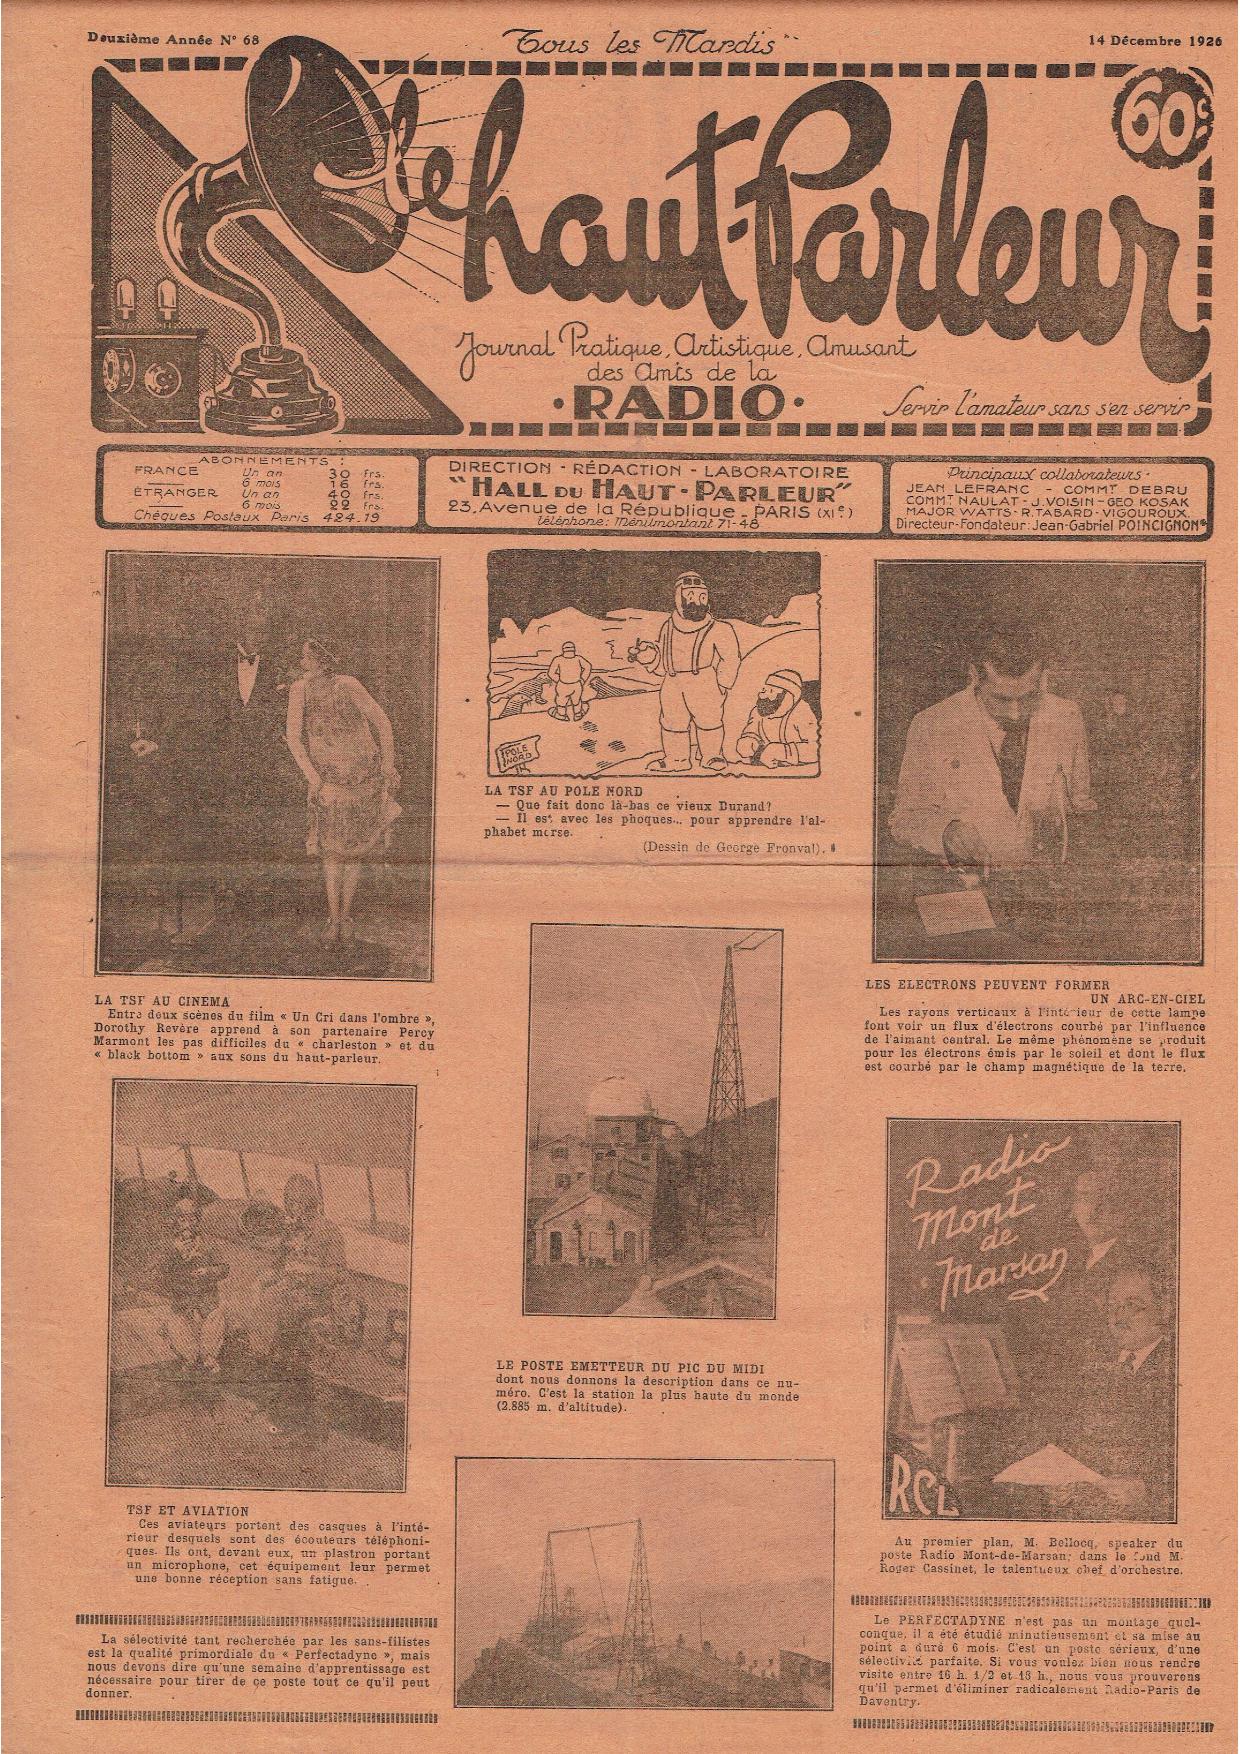 Deuxième Année N° 68
Tous les Mardis
14 Décembre 1926
60c.
le haut-Parleur
Journal Pratique, Artistique, Amusant
des Amis de la
•RADIO•
Servir l'amateur sans s'en servir
ABONNEMENTS :
FRANCE Un an 30 frs.
6 mois 16 frs.
ÉTRANGER Un an 40 frs.
6 mois 22 frs.
Chèques Postaux Paris 424.19
DIRECTION - RÉDACTION - LABORATOIRE
"HALL DU HAUT-PARLEUR"
23, Avenue de la République - PARIS (XIe)
téléphone: Ménilmontant 71-48
Principaux collaborateurs -
JEAN LEFRANC - COMMT DEBRU
COMMT NAULAT - J. VOISIN - GEO KOSAK
MAJOR WATTS - R. TABARD - VIGOUROUX.
Directeur-Fondateur: Jean-Gabriel POINCIGNON
POLE
NORD
LA TSF AU POLE NORD
— Que fait donc là-bas ce vieux Durand?
— Il est avec les phoques... pour apprendre l'al-
phabet morse.
(Dessin de George Fronval).
LA TSF AU CINEMA
Entre deux scènes du film « Un Cri dans l'ombre »,
Dorothy Revère apprend à son partenaire Percy
Marmont les pas difficiles du « charleston » et du
« black bottom » aux sons du haut-parleur.
LES ELECTRONS PEUVENT FORMER
UN ARC-EN-CIEL
Les rayons verticaux à l'intérieur de cette lampe
font voir un flux d'électrons courbé par l'influence
de l'aimant central. Le même phénomène se produit
pour les électrons émis par le soleil et dont le flux
est courbé par le champ magnétique de la terre.
LE POSTE EMETTEUR DU PIC DU MIDI
dont nous donnons la description dans ce nu-
méro. C'est la station la plus haute du monde
(2.885 m. d'altitude).
Radio
Mont
de
Marsan
RCL
TSF ET AVIATION
Ces aviateurs portent des casques à l'inté-
rieur desquels sont des écouteurs téléphoni-
ques. Ils ont, devant eux, un plastron portant
un microphone, cet équipement leur permet
une bonne réception sans fatigue.
Au premier plan, M. Bellocq, speaker du
poste Radio Mont-de-Marsan; dans le fond M.
Roger Cassinet, le talentueux chef d'orchestre.
La sélectivité tant recherchée par les sans-filistes
est la qualité primordiale du « Perfectadyne », mais
nous devons dire qu'une semaine d'apprentissage est
nécessaire pour tirer de ce poste tout ce qu'il peut
donner.
Le PERFECTADYNE n'est pas un montage quel-
conque, il a été étudié minutieusement et sa mise au
point a duré 6 mois. C'est un poste sérieux, d'une
sélectivité parfaite. Si vous voulez bien nous rendre
visite entre 16 h. 1/2 et 18 h., nous vous prouverons
qu'il permet d'éliminer radicalement Radio-Paris de
Daventry.